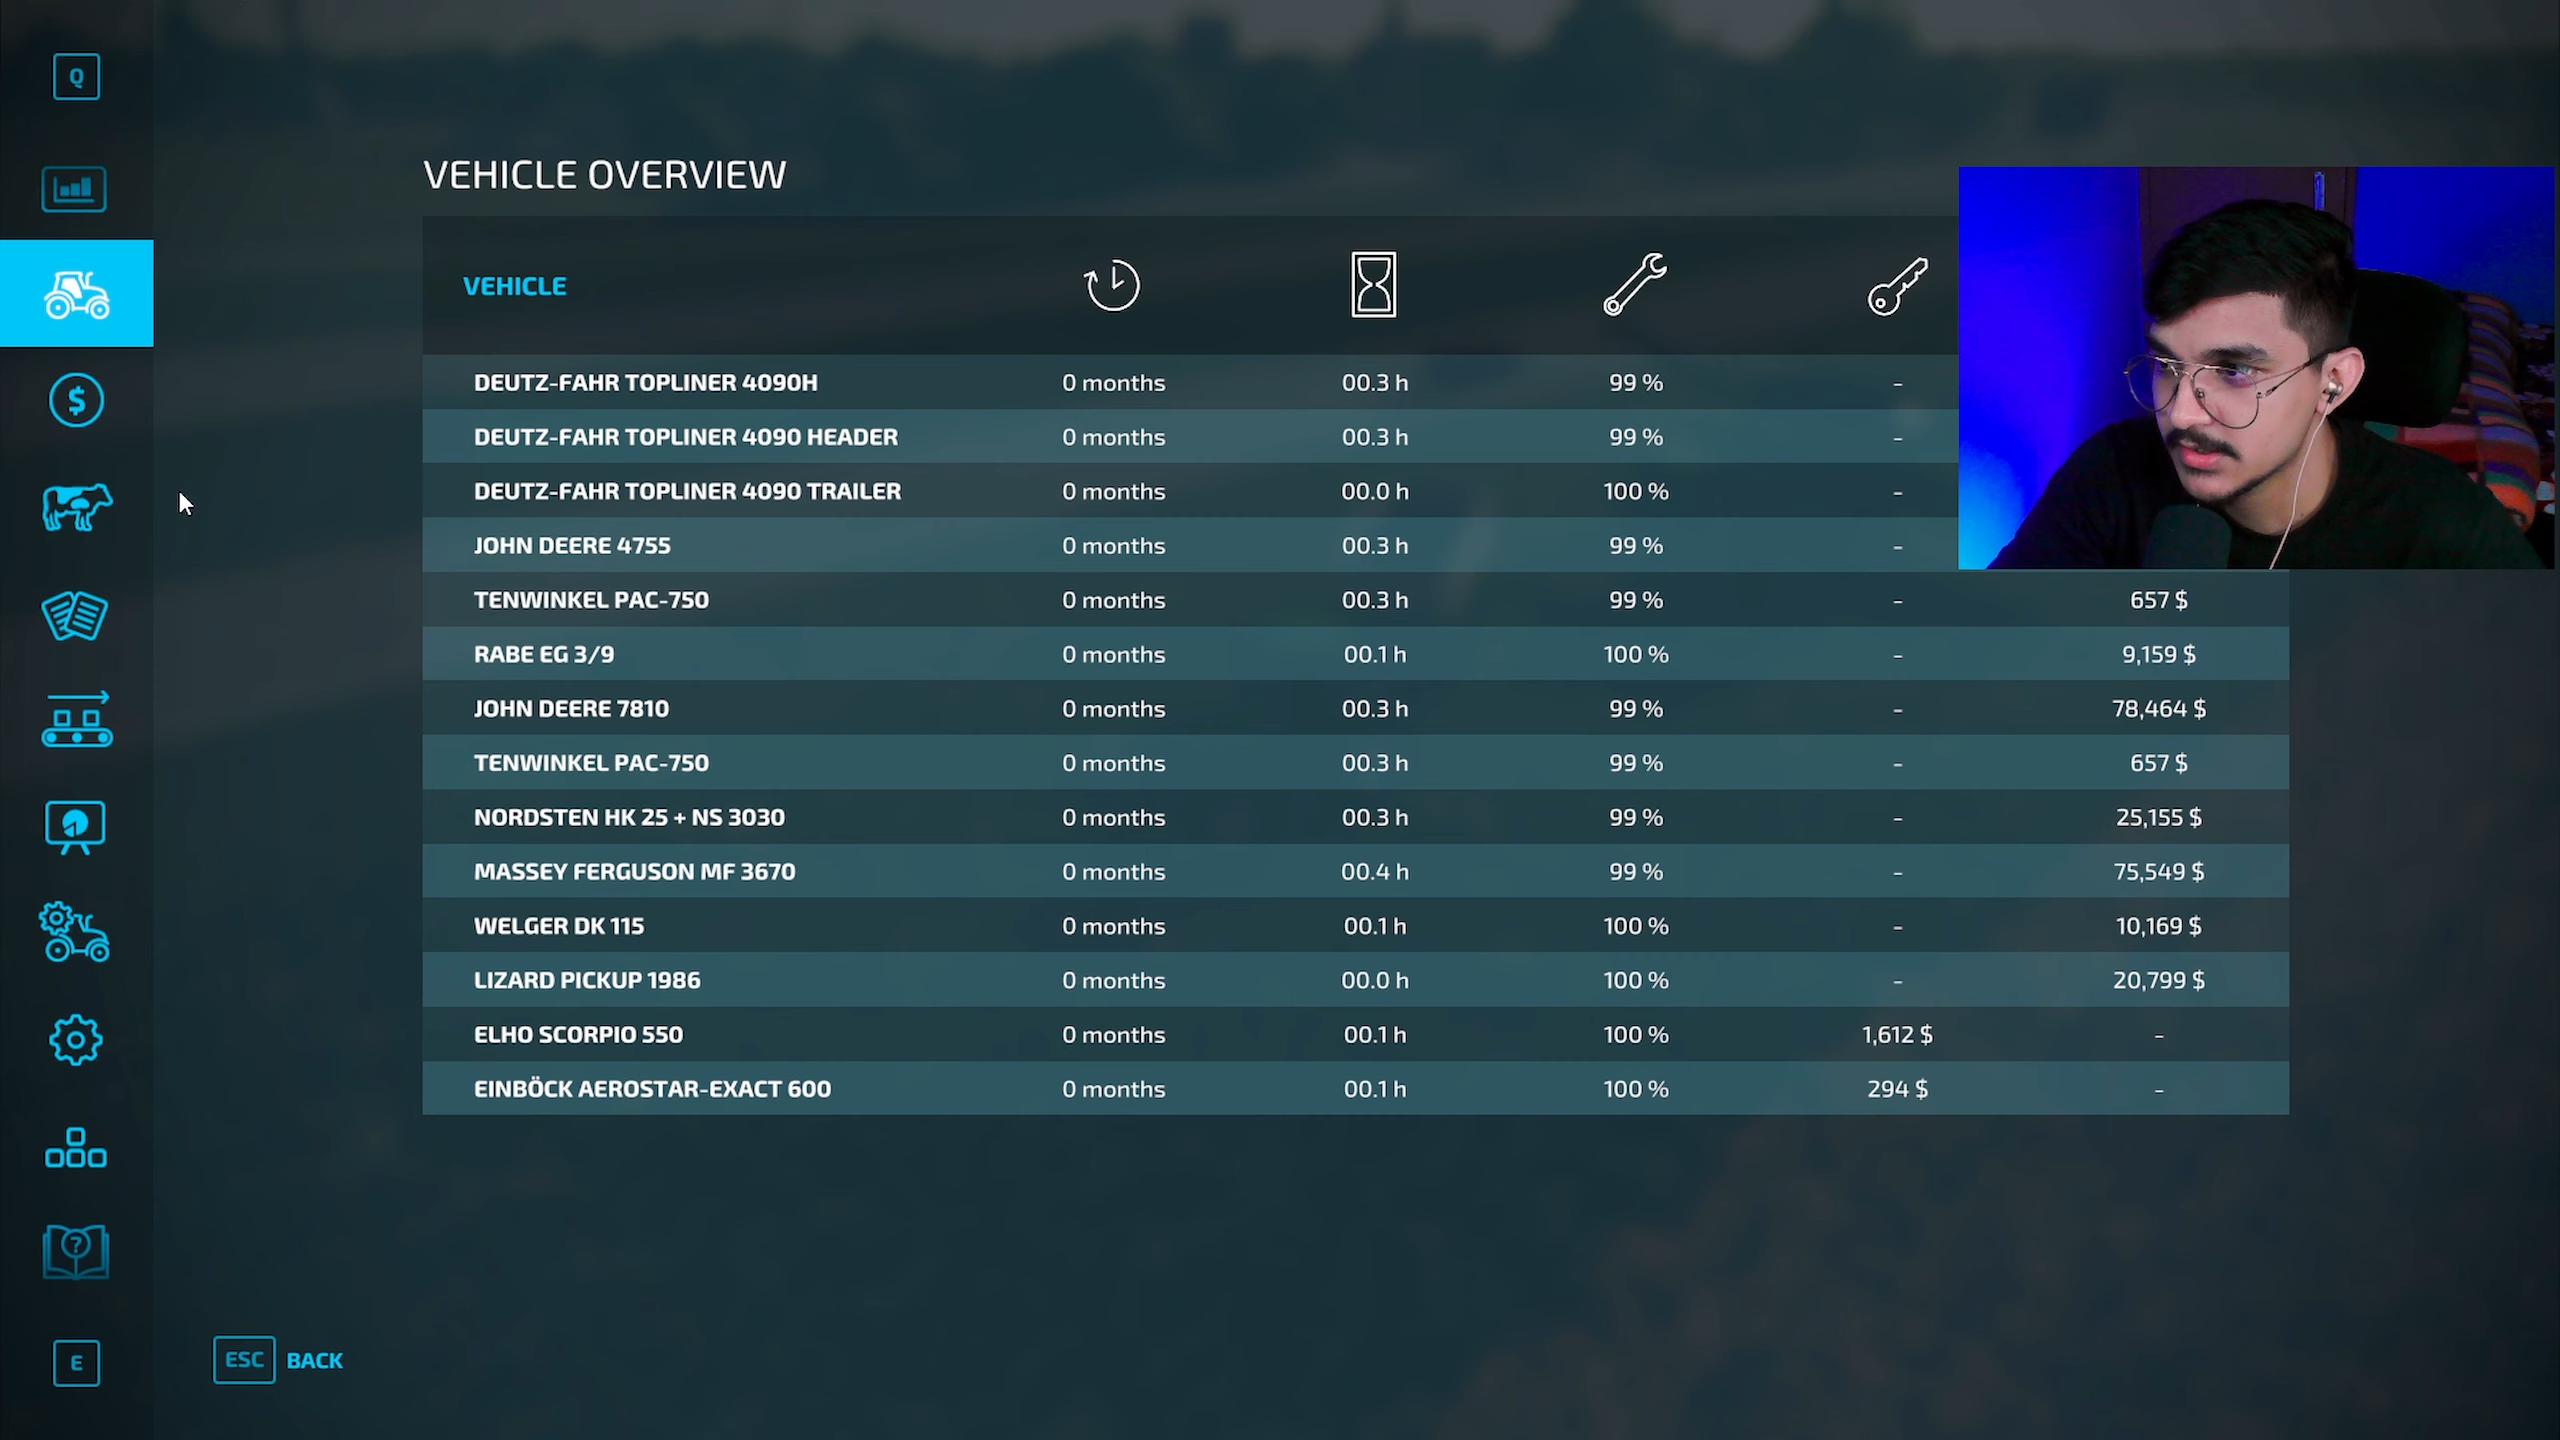 Q
VEHICLE OVERVIEW
VEHICLE
DEUTZ-FAHR TOPLINER 4090H 0 months 00.3 h 99 % -
DEUTZ-FAHR TOPLINER 4090 HEADER 0 months 00.3 h 99 % -
DEUTZ-FAHR TOPLINER 4090 TRAILER 0 months 00.0 h 100 % -
JOHN DEERE 4755 0 months 00.3 h 99 % -
TENWINKEL PAC-750 0 months 00.3 h 99 % - 657 $
RABE EG 3/9 0 months 00.1 h 100 % - 9,159 $
JOHN DEERE 7810 0 months 00.3 h 99 % - 78,464 $
TENWINKEL PAC-750 0 months 00.3 h 99 % - 657 $
NORDSTEN HK 25 + NS 3030 0 months 00.3 h 99 % - 25,155 $
MASSEY FERGUSON MF 3670 0 months 00.4 h 99 % - 75,549 $
WELGER DK 115 0 months 00.1 h 100 % - 10,169 $
LIZARD PICKUP 1986 0 months 00.0 h 100 % - 20,799 $
ELHO SCORPIO 550 0 months 00.1 h 100 % 1,612 $ -
EINBÖCK AEROSTAR-EXACT 600 0 months 00.1 h 100 % 294 $ -
E
ESC BACK